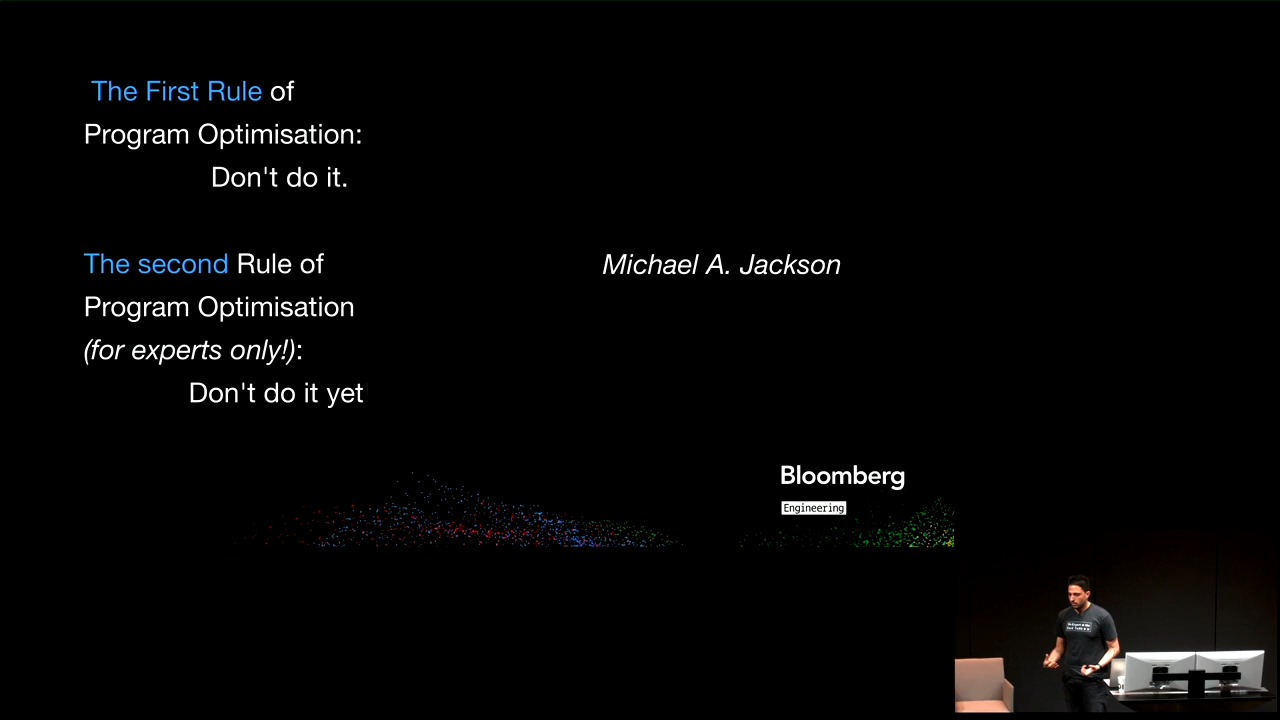 The First Rule of
Program Optimisation:
Don't do it.
The second Rule of
Program Optimisation
(for experts only!):
Don't do it yet
Michael A. Jackson
Bloomberg
Engineering